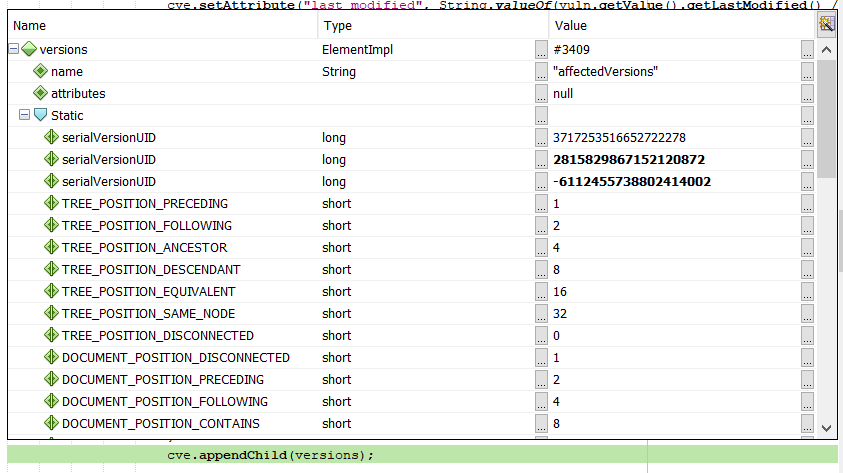 cve.setAttribute("last_modified", String.valueOf(vuln.getValue().getLastModified() /
Name Type Value
versions ElementImpl ... #3409 ...
name String ... "affectedVersions" ...
attributes ... null ...
Static ... ...
serialVersionUID long ... 3717253516652722278 ...
serialVersionUID long ... 2815829867152120872 ...
serialVersionUID long ... -6112455738802414002 ...
TREE_POSITION_PRECEDING short ... 1 ...
TREE_POSITION_FOLLOWING short ... 2 ...
TREE_POSITION_ANCESTOR short ... 4 ...
TREE_POSITION_DESCENDANT short ... 8 ...
TREE_POSITION_EQUIVALENT short ... 16 ...
TREE_POSITION_SAME_NODE short ... 32 ...
TREE_POSITION_DISCONNECTED short ... 0 ...
DOCUMENT_POSITION_DISCONNECTED short ... 1 ...
DOCUMENT_POSITION_PRECEDING short ... 2 ...
DOCUMENT_POSITION_FOLLOWING short ... 4 ...
DOCUMENT_POSITION_CONTAINS short ... 8 ...
cve.appendChild(versions);